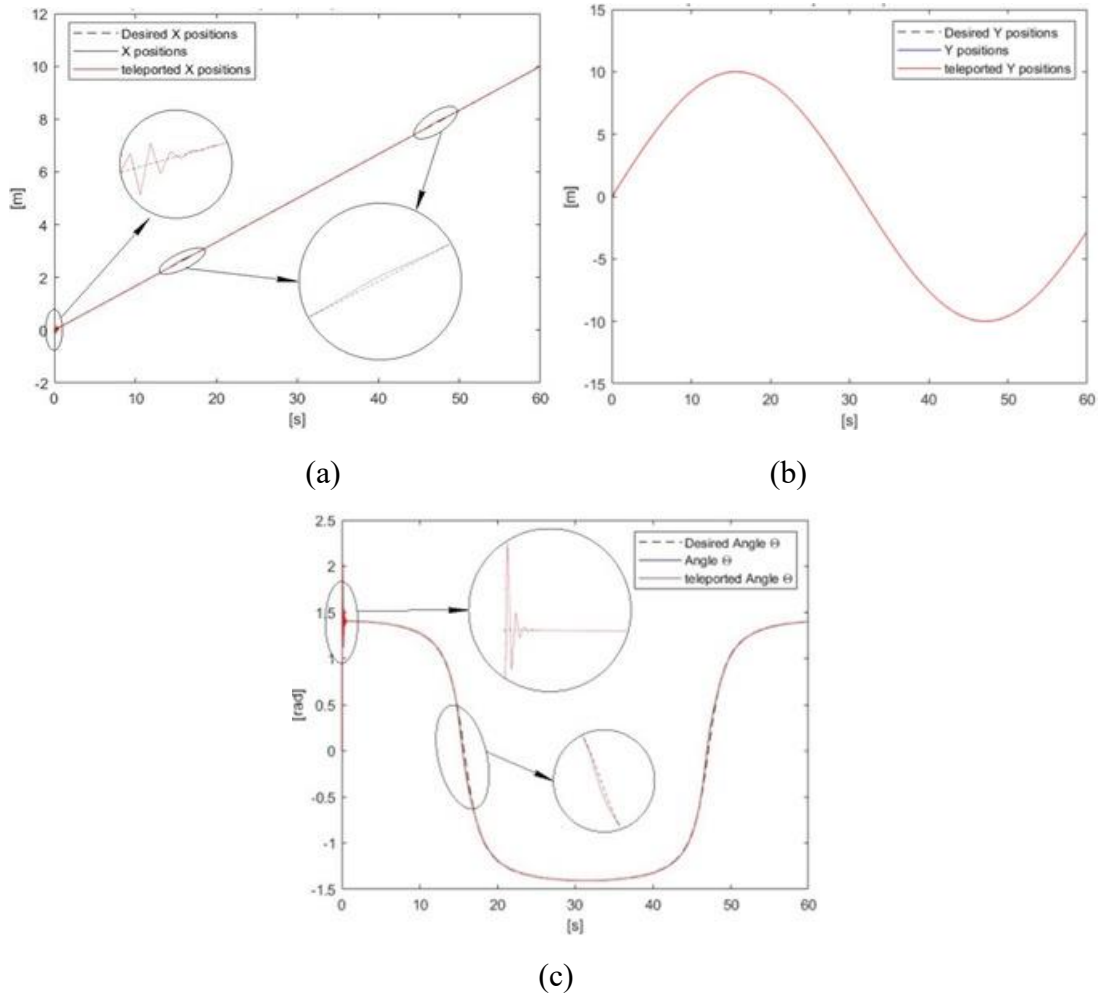 12
10
8
6
4
2
0
-2
[m]
Desired X positions
X positions
teleported X positions
0
10
20
30
40
50
60
[s]
(a)
15
10
5
0
-5
-10
-15
[m]
Desired Y positions
Y positions
teleported Y positions
0
10
20
30
40
50
60
[s]
(b)
2.5
2
1.5
1
0.5
0
-0.5
-1
-1.5
[rad]
Desired Angle Θ
Angle Θ
teleported Angle Θ
0
10
20
30
40
50
60
[s]
(c)